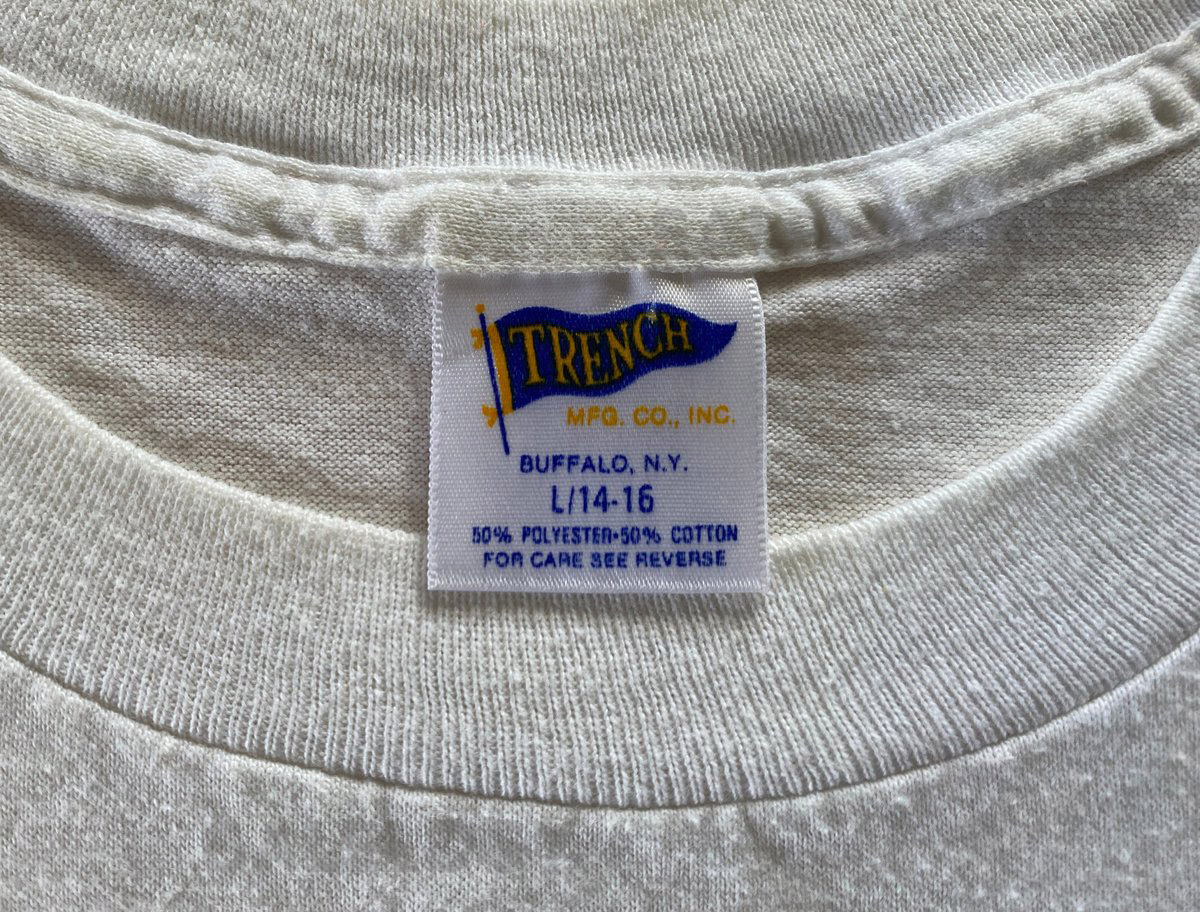 TRENCH
MFG. CO., INC.
BUFFALO, N.Y.
L/14-16
50% POLYESTER•50% COTTON
FOR CARE SEE REVERSE